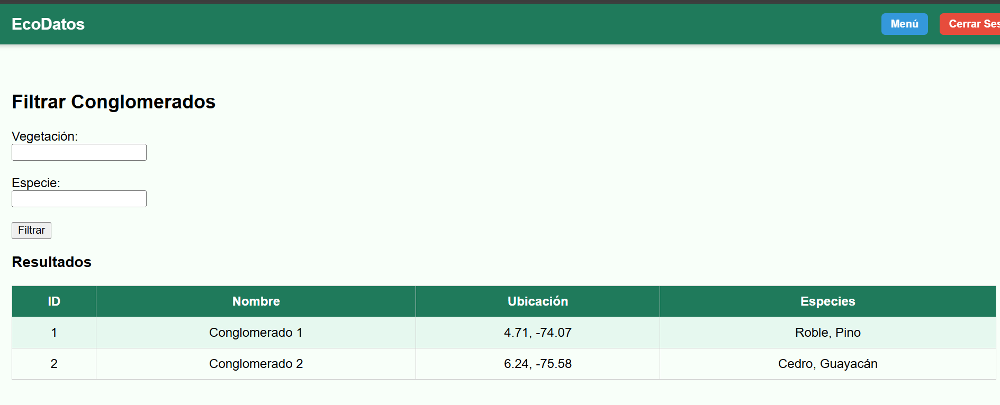 EcoDatos Menú Cerrar Ses
Filtrar Conglomerados
Vegetación:
Especie:
Filtrar
Resultados
ID Nombre Ubicación Especies
1 Conglomerado 1 4.71, -74.07 Roble, Pino
2 Conglomerado 2 6.24, -75.58 Cedro, Guayacán